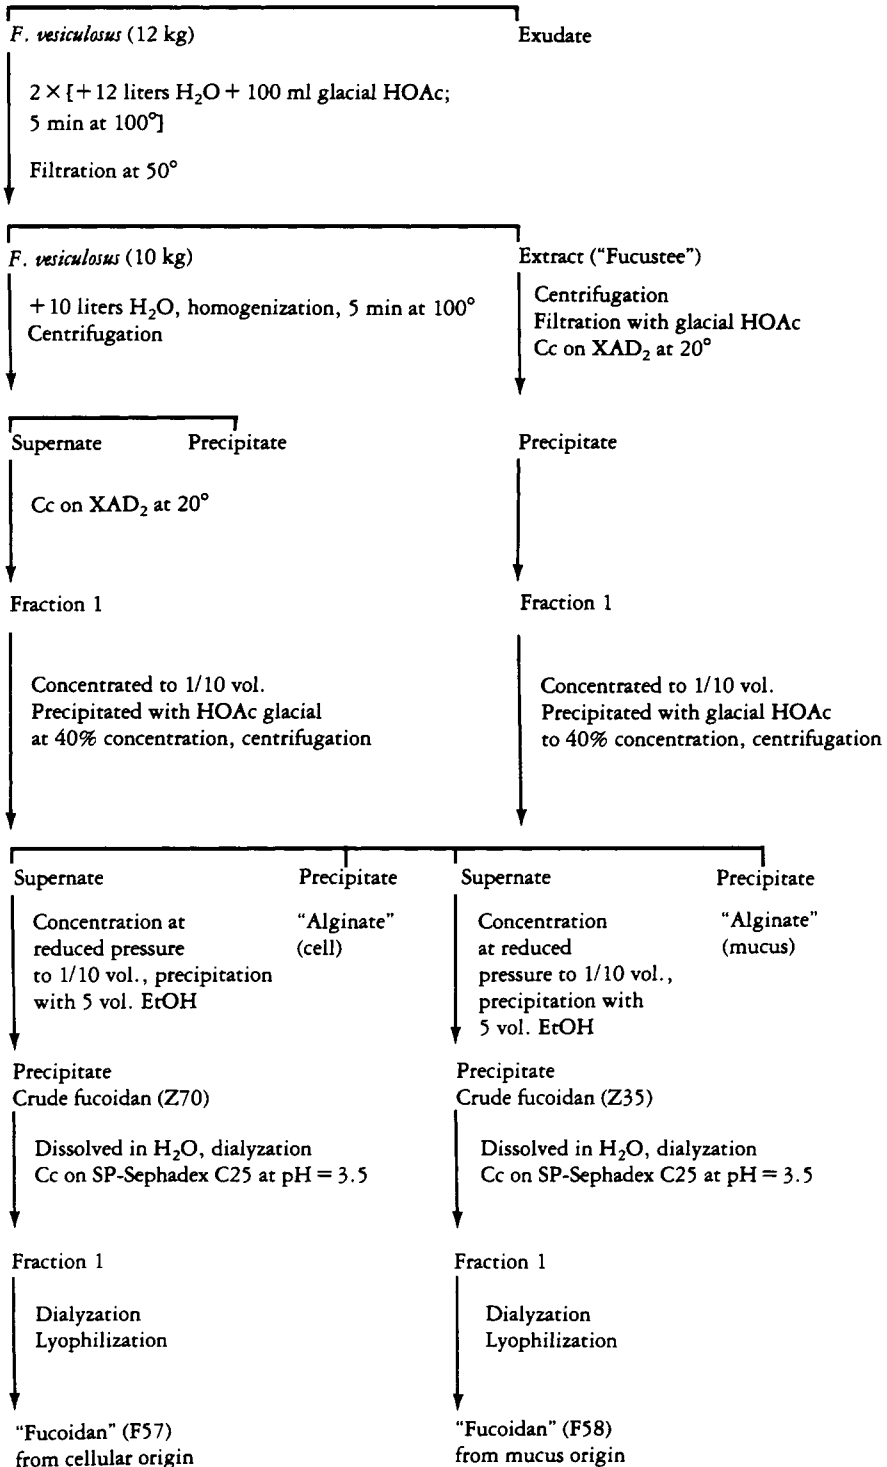 F. vesiculosus (12 kg)
Exudate
2 × [+12 liters H₂O + 100 ml glacial HOAc;
5 min at 100°]
Filtration at 50°
F. vesiculosus (10 kg)
Extract (“Fucustee”)
+10 liters H₂O, homogenization, 5 min at 100°
Centrifugation
Centrifugation
Filtration with glacial HOAc
Cc on XAD₂ at 20°
Supernate
Precipitate
Precipitate
Cc on XAD₂ at 20°
Fraction 1
Fraction 1
Concentrated to 1/10 vol.
Precipitated with HOAc glacial
at 40% concentration, centrifugation
Concentrated to 1/10 vol.
Precipitated with glacial HOAc
to 40% concentration, centrifugation
Supernate
Precipitate
Supernate
Precipitate
Concentration at
reduced pressure
to 1/10 vol., precipitation
with 5 vol. EtOH
“Alginate”
(cell)
Concentration
at reduced
pressure to 1/10 vol.,
precipitation with
5 vol. EtOH
“Alginate”
(mucus)
Precipitate
Crude fucoidan (Z70)
Precipitate
Crude fucoidan (Z35)
Dissolved in H₂O, dialyzation
Cc on SP-Sephadex C25 at pH = 3.5
Dissolved in H₂O, dialyzation
Cc on SP-Sephadex C25 at pH = 3.5
Fraction 1
Fraction 1
Dialyzation
Lyophilization
Dialyzation
Lyophilization
“Fucoidan” (F57)
from cellular origin
“Fucoidan” (F58)
from mucus origin